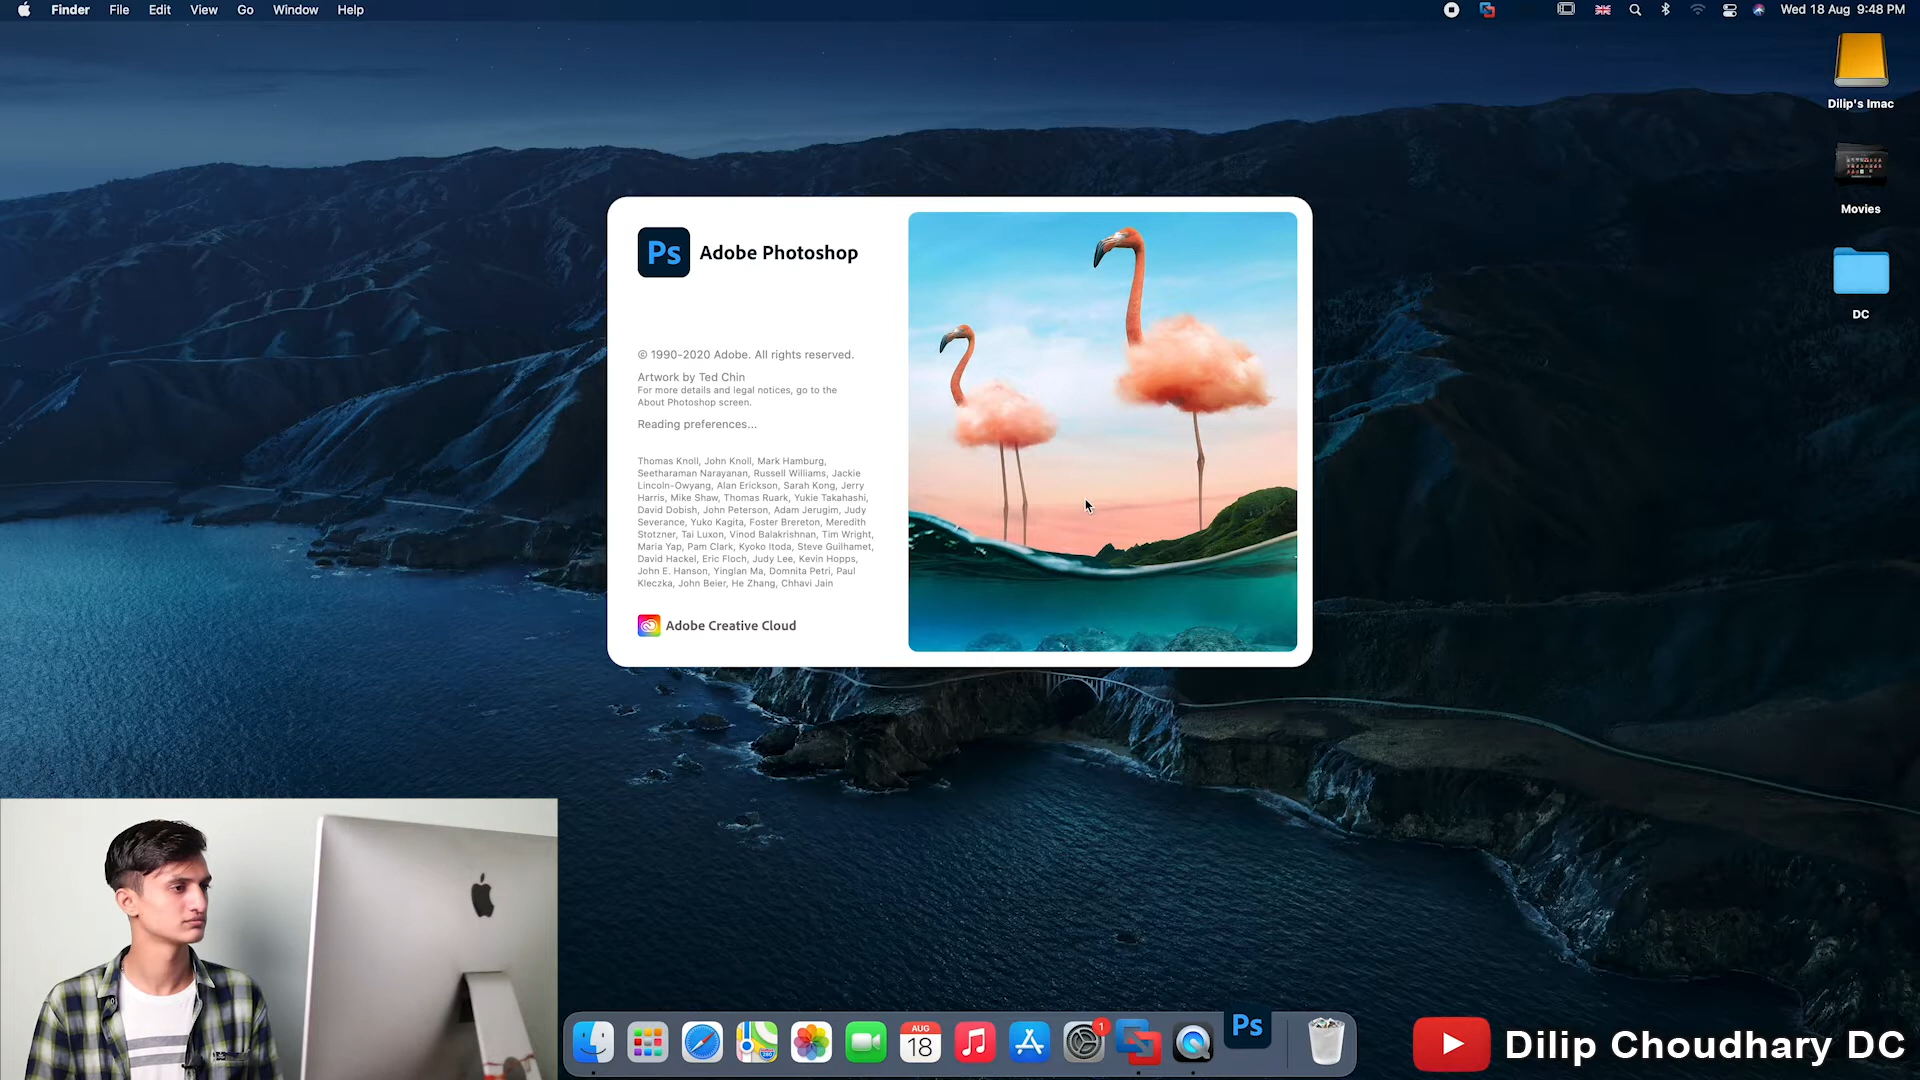 Finder File Edit View Go Window Help
Wed 18 Aug 9:48 PM
Dilip's Imac
Movies
DC
Ps Adobe Photoshop
© 1990-2020 Adobe. All rights reserved.
Artwork by Ted Chin
For more details and legal notices, go to the
About Photoshop screen.
Reading preferences...
Thomas Knoll, John Knoll, Mark Hamburg,
Seetharaman Narayanan, Russell Williams, Jackie
Lincoln-Owyang, Alan Erickson, Sarah Kong, Jerry
Harris, Mike Shaw, Thomas Ruark, Yukie Takahashi,
David Dobish, John Peterson, Adam Jerugim, Judy
Severance, Yuko Kagita, Foster Brereton, Meredith
Stotzner, Tai Luxon, Vinod Balakrishnan, Tim Wright,
Maria Yap, Pam Clark, Kyoko Itoda, Steve Guilhamet,
David Hackel, Eric Floch, Judy Lee, Kevin Hopps,
John E. Hanson, Yinglan Ma, Domnita Petri, Paul
Kleczka, John Beier, He Zhang, Chhavi Jain
Adobe Creative Cloud
AUG
18
1
Ps
Dilip Choudhary DC